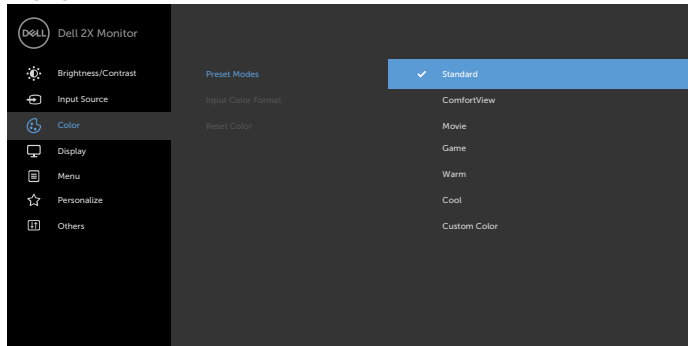 DELL
Dell 2X Monitor
Brightness/Contrast
Preset Modes
Standard
Input Source
Input Color Format
ComfortView
Color
Reset Color
Movie
Display
Game
Menu
Warm
Personalize
Cool
Others
Custom Color